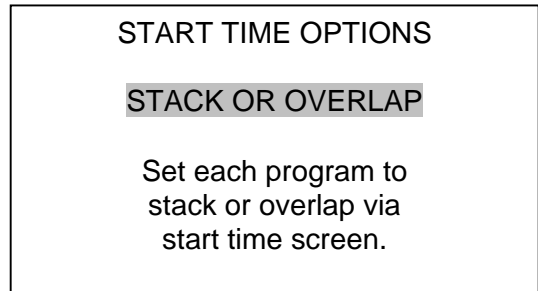 START TIME OPTIONS
STACK OR OVERLAP
Set each program to
stack or overlap via
start time screen.